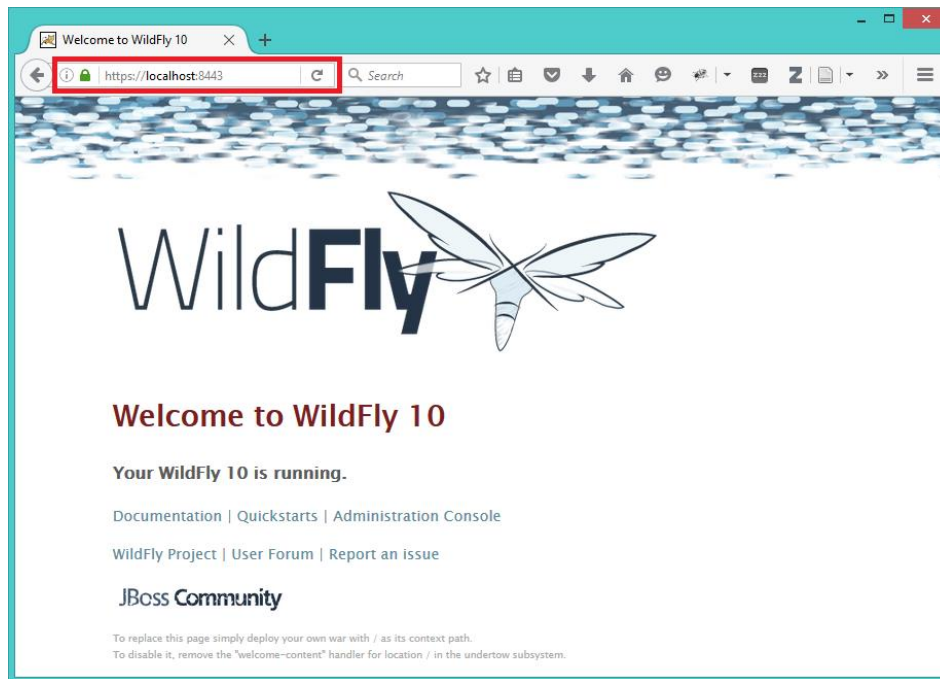 Welcome to WildFly 10
https://localhost:8443
Search
zzz
Z
WildFly
Welcome to WildFly 10
Your WildFly 10 is running.
Documentation | Quickstarts | Administration Console
WildFly Project | User Forum | Report an issue
JBoss Community
To replace this page simply deploy your own war with / as its context path.
To disable it, remove the "welcome-content" handler for location / in the undertow subsystem.